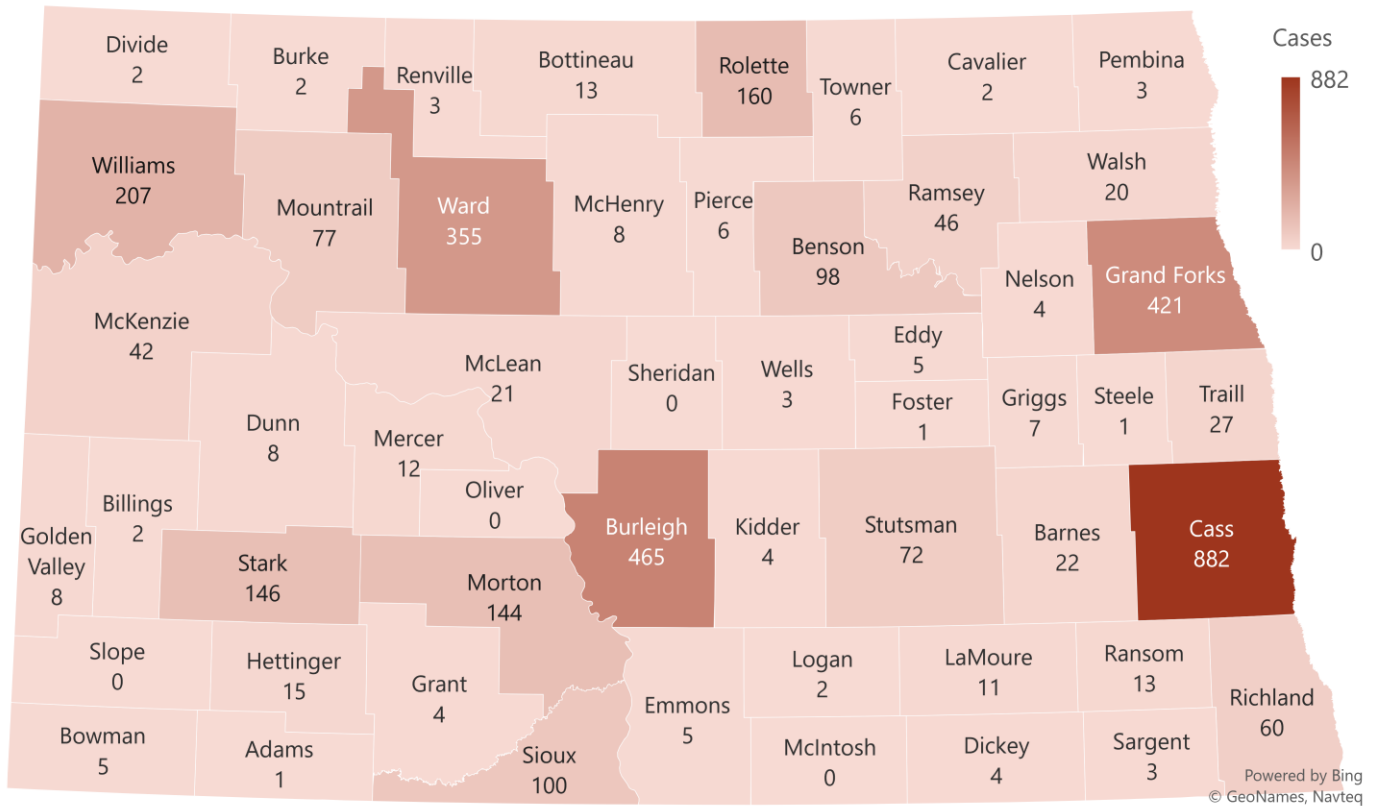 Divide
2
Burke
2
Renville
3
Bottineau
13
Rolette
160
Towner
6
Cavalier
2
Pembina
3
Cases
882
0
Williams
207
Mountrail
77
Ward
355
McHenry
8
Pierce
6
Benson
98
Ramsey
46
Walsh
20
Nelson
4
Grand Forks
421
McKenzie
42
McLean
21
Sheridan
0
Wells
3
Eddy
5
Foster
1
Griggs
7
Steele
1
Traill
27
Dunn
8
Mercer
12
Oliver
0
Golden
Valley
8
Billings
2
Stark
146
Morton
144
Burleigh
465
Kidder
4
Stutsman
72
Barnes
22
Cass
882
Slope
0
Hettinger
15
Grant
4
Emmons
5
Logan
2
LaMoure
11
Ransom
13
Richland
60
Bowman
5
Adams
1
Sioux
100
McIntosh
0
Dickey
4
Sargent
3
Powered by Bing
© GeoNames, Navteq